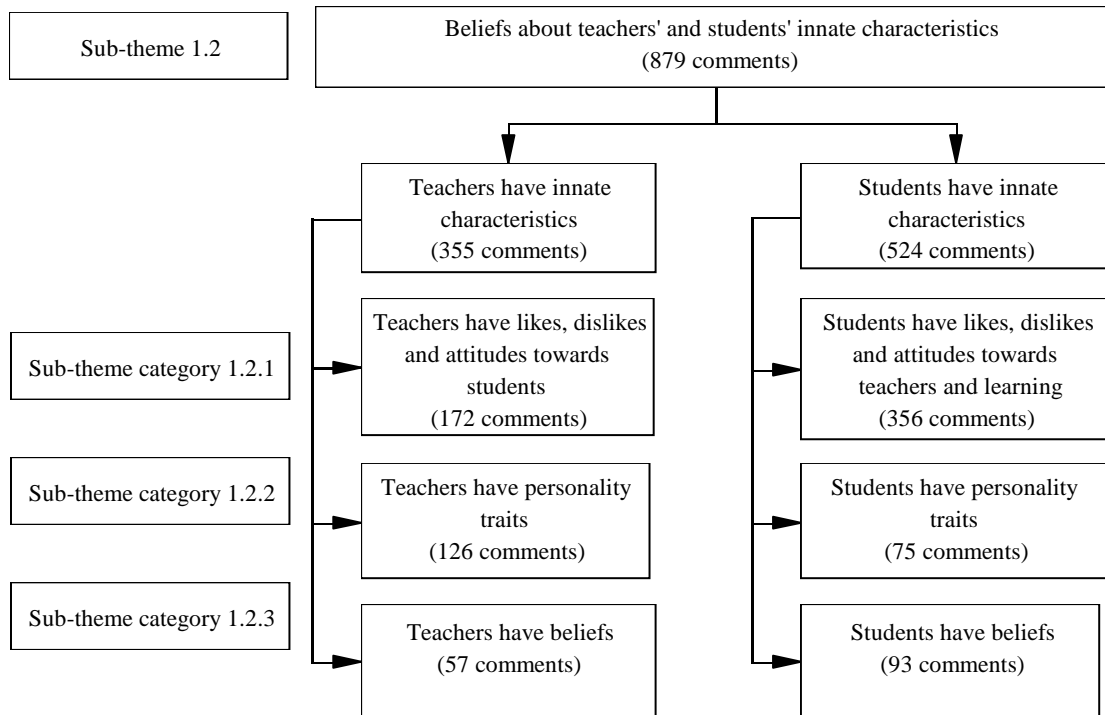 Sub-theme 1.2
Beliefs about teachers' and students' innate characteristics
(879 comments)
Teachers have innate
characteristics
(355 comments)
Students have innate
characteristics
(524 comments)
Sub-theme category 1.2.1
Teachers have likes, dislikes
and attitudes towards
students
(172 comments)
Students have likes, dislikes
and attitudes towards
teachers and learning
(356 comments)
Sub-theme category 1.2.2
Teachers have personality
traits
(126 comments)
Students have personality
traits
(75 comments)
Sub-theme category 1.2.3
Teachers have beliefs
(57 comments)
Students have beliefs
(93 comments)